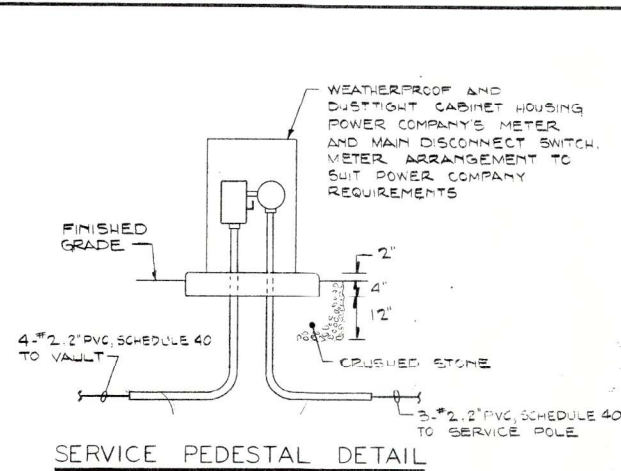 WEATHERPROOF AND
DUSTTIGHT CABINET HOUSING
POWER COMPANY'S METER
AND MAIN DISCONNECT SWITCH.
METER ARRANGEMENT TO
SUIT POWER COMPANY
REQUIREMENTS
FINISHED
GRADE
2"
4"
12"
4-#2.2"PVC, SCHEDULE 40
TO VAULT
CRUSHED STONE
3-#2.2"PVC, SCHEDULE 40
TO SERVICE POLE
SERVICE PEDESTAL DETAIL